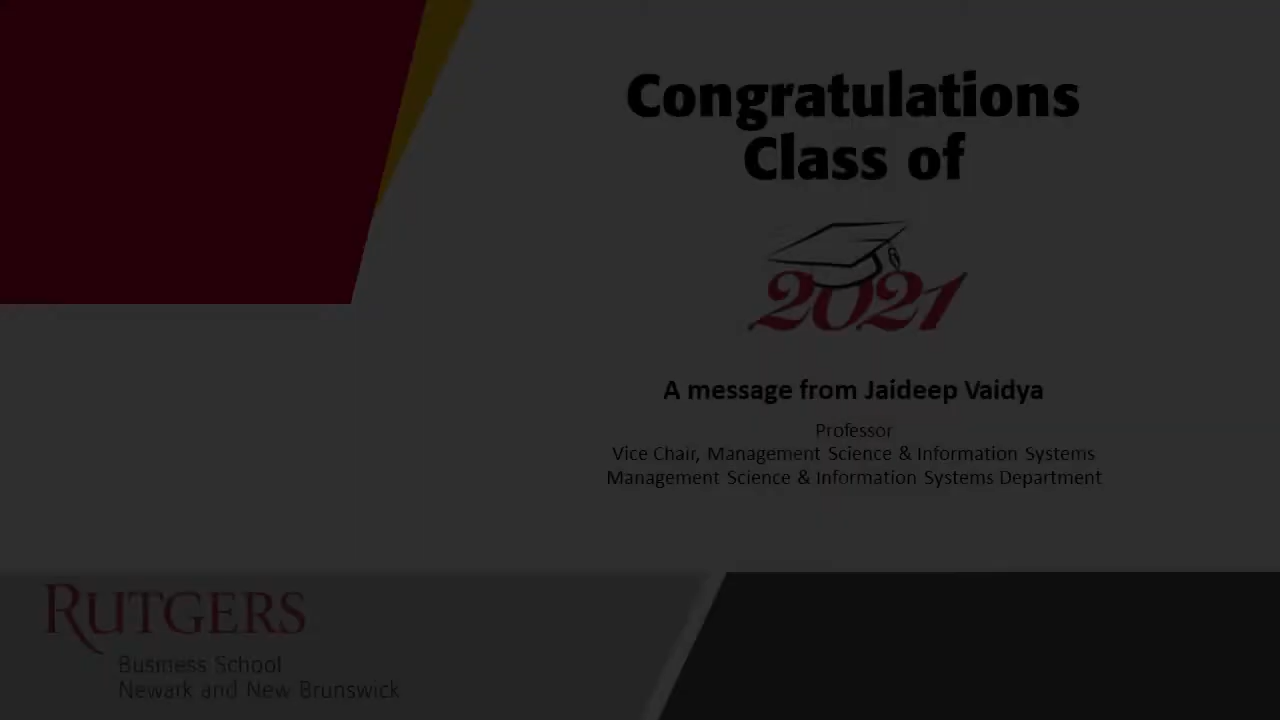 Congratulations
Class of
2021
A message from Jaideep Vaidya
Professor
Vice Chair, Management Science & Information Systems
Management Science & Information Systems Department
RUTGERS
Business School
Newark and New Brunswick